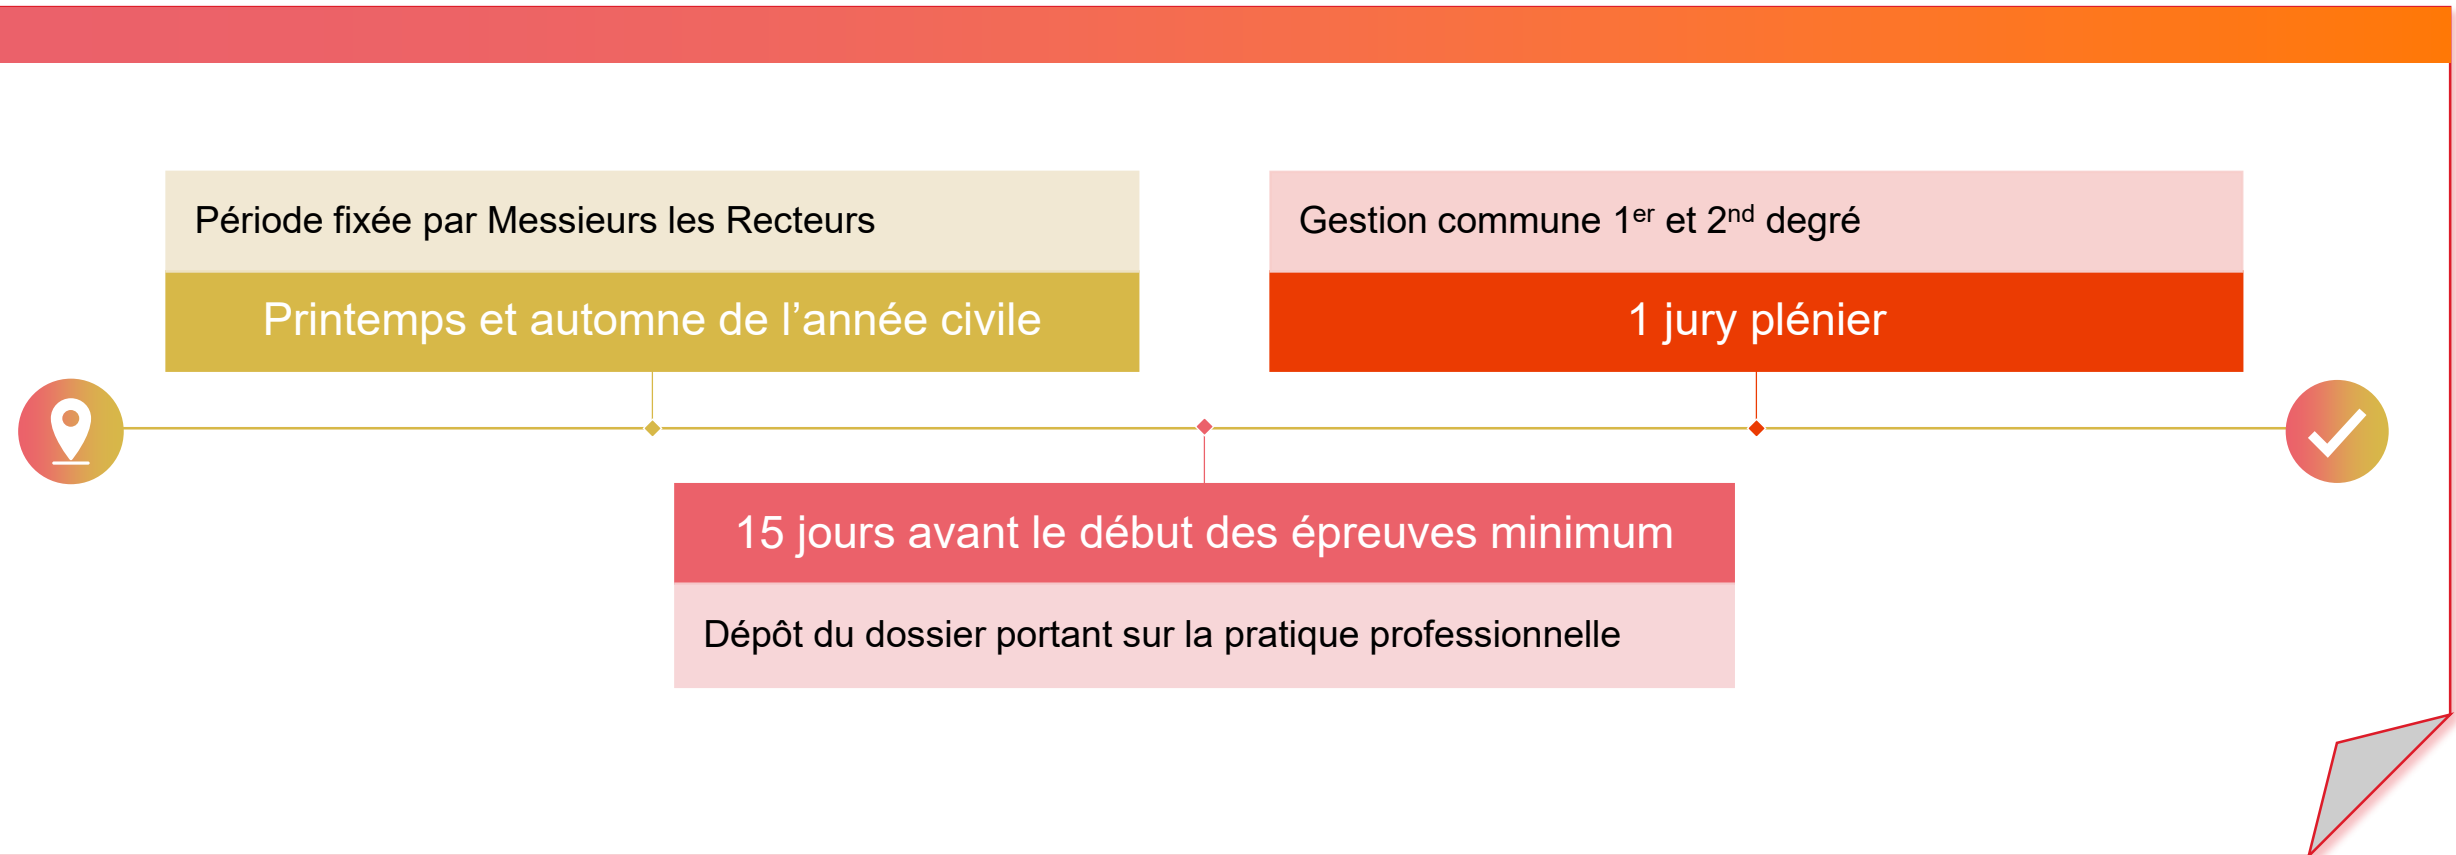 Période fixée par Messieurs les Recteurs
Printemps et automne de l’année civile
15 jours avant le début des épreuves minimum
Dépôt du dossier portant sur la pratique professionnelle
Gestion commune 1er et 2nd degré
1 jury plénier